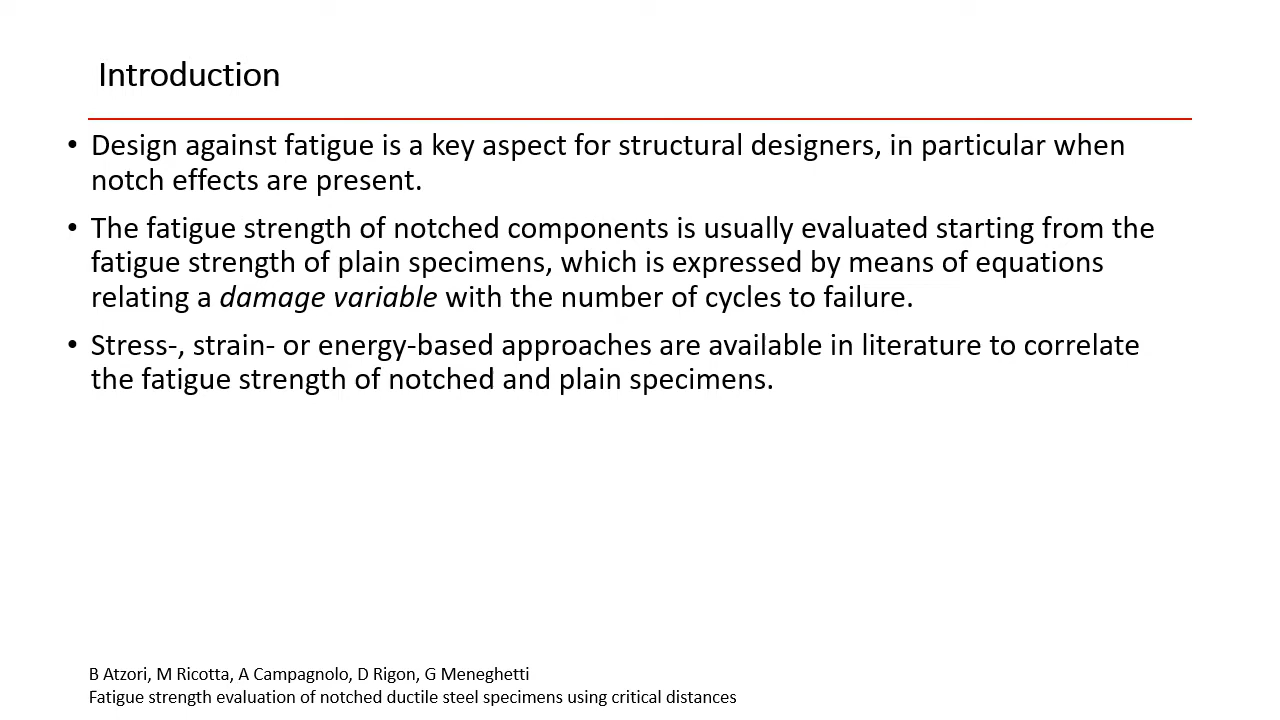 Introduction
• Design against fatigue is a key aspect for structural designers, in particular when
notch effects are present.
• The fatigue strength of notched components is usually evaluated starting from the
fatigue strength of plain specimens, which is expressed by means of equations
relating a damage variable with the number of cycles to failure.
• Stress-, strain- or energy-based approaches are available in literature to correlate
the fatigue strength of notched and plain specimens.
B Atzori, M Ricotta, A Campagnolo, D Rigon, G Meneghetti
Fatigue strength evaluation of notched ductile steel specimens using critical distances